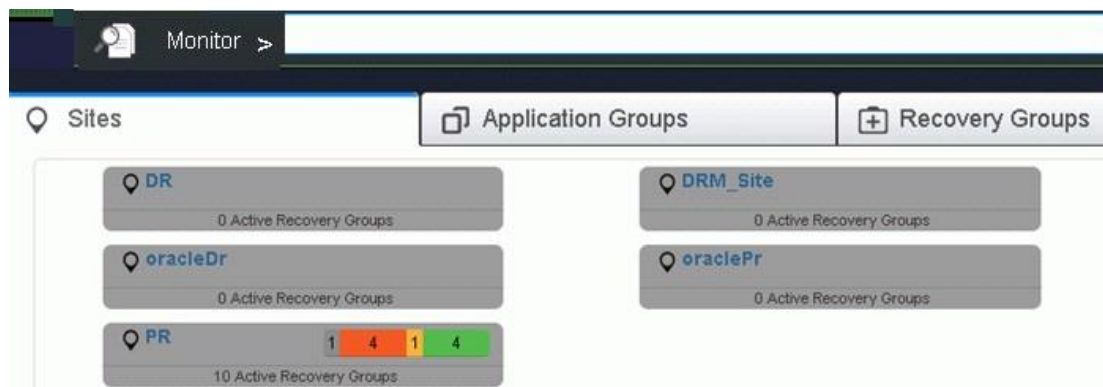 Monitor >
Sites
Application Groups
Recovery Groups
DR
0 Active Recovery Groups
DRM_Site
0 Active Recovery Groups
oracleDr
0 Active Recovery Groups
oraclePr
0 Active Recovery Groups
PR
1 4 1 4
10 Active Recovery Groups